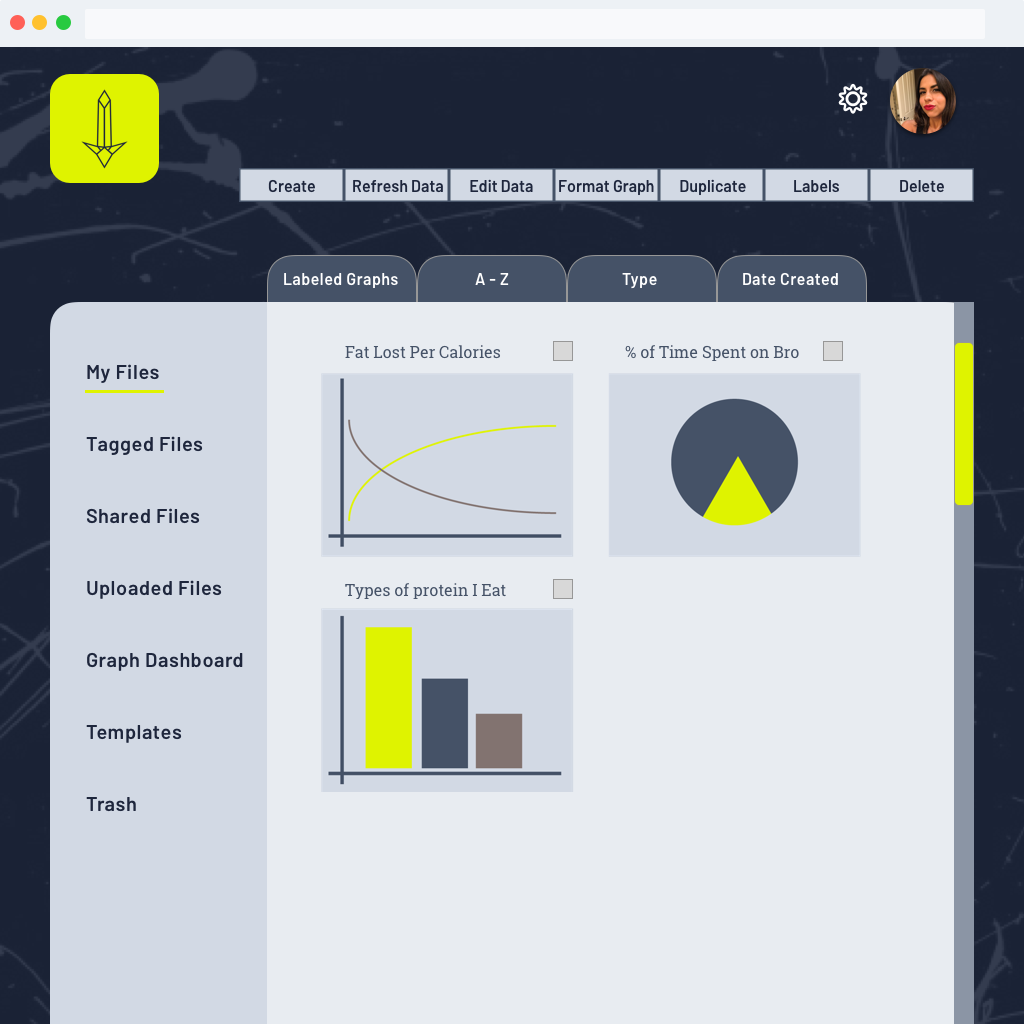 Create
Refresh Data
Edit Data
Format Graph
Duplicate
Labels
Delete
Labeled Graphs
A - Z
Type
Date Created
My Files
Tagged Files
Shared Files
Uploaded Files
Graph Dashboard
Templates
Trash
Fat Lost Per Calories
% of Time Spent on Bro
Types of protein I Eat